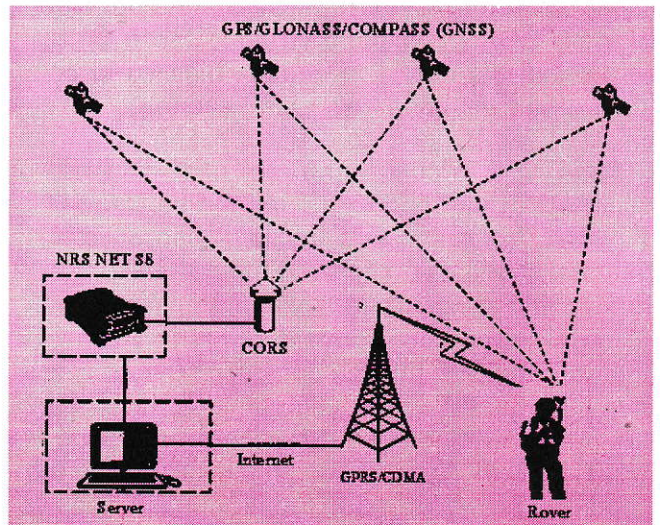 GPS/GLONASS/COMPASS (GNSS)
NRS NET S8
CORS
Internet
GPRS/CDMA
Server
Rover